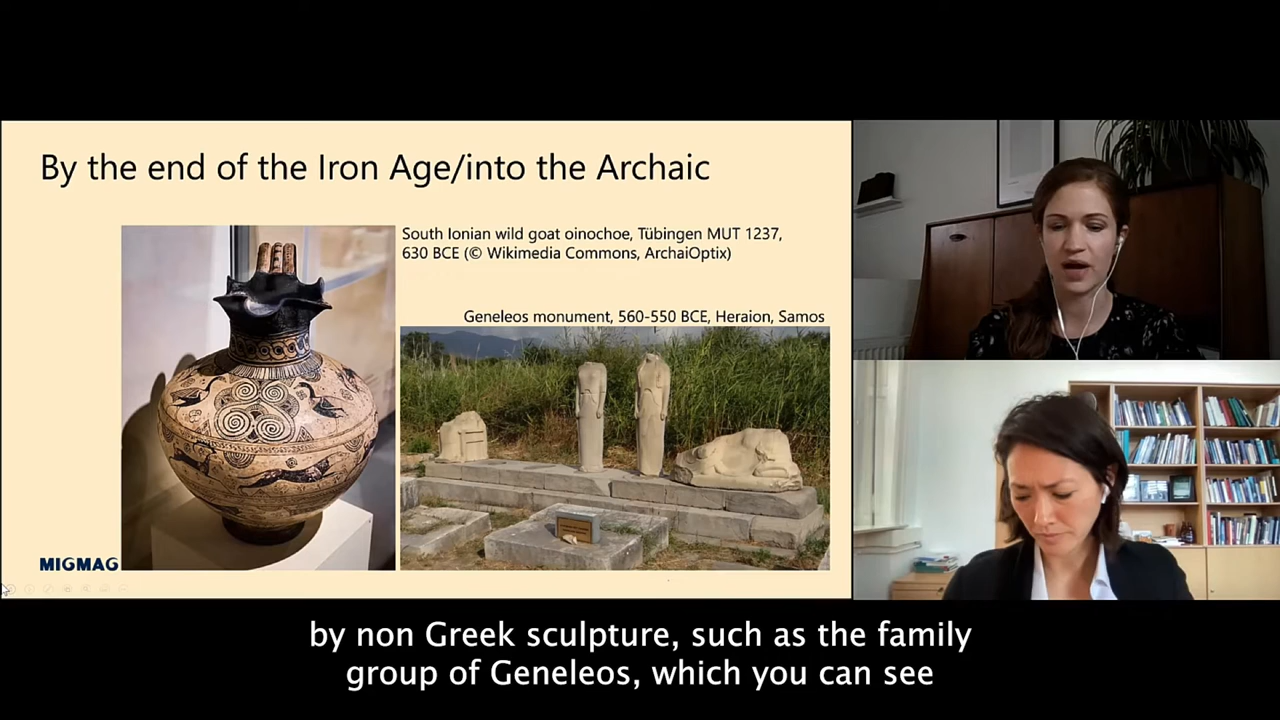 By the end of the Iron Age/into the Archaic
South Ionian wild goat oinochoe, Tübingen MUT 1237,
630 BCE (© Wikimedia Commons, ArchaiOptix)
Geneleos monument, 560-550 BCE, Heraion, Samos
MIGMAG
by non Greek sculpture, such as the family
group of Geneleos, which you can see